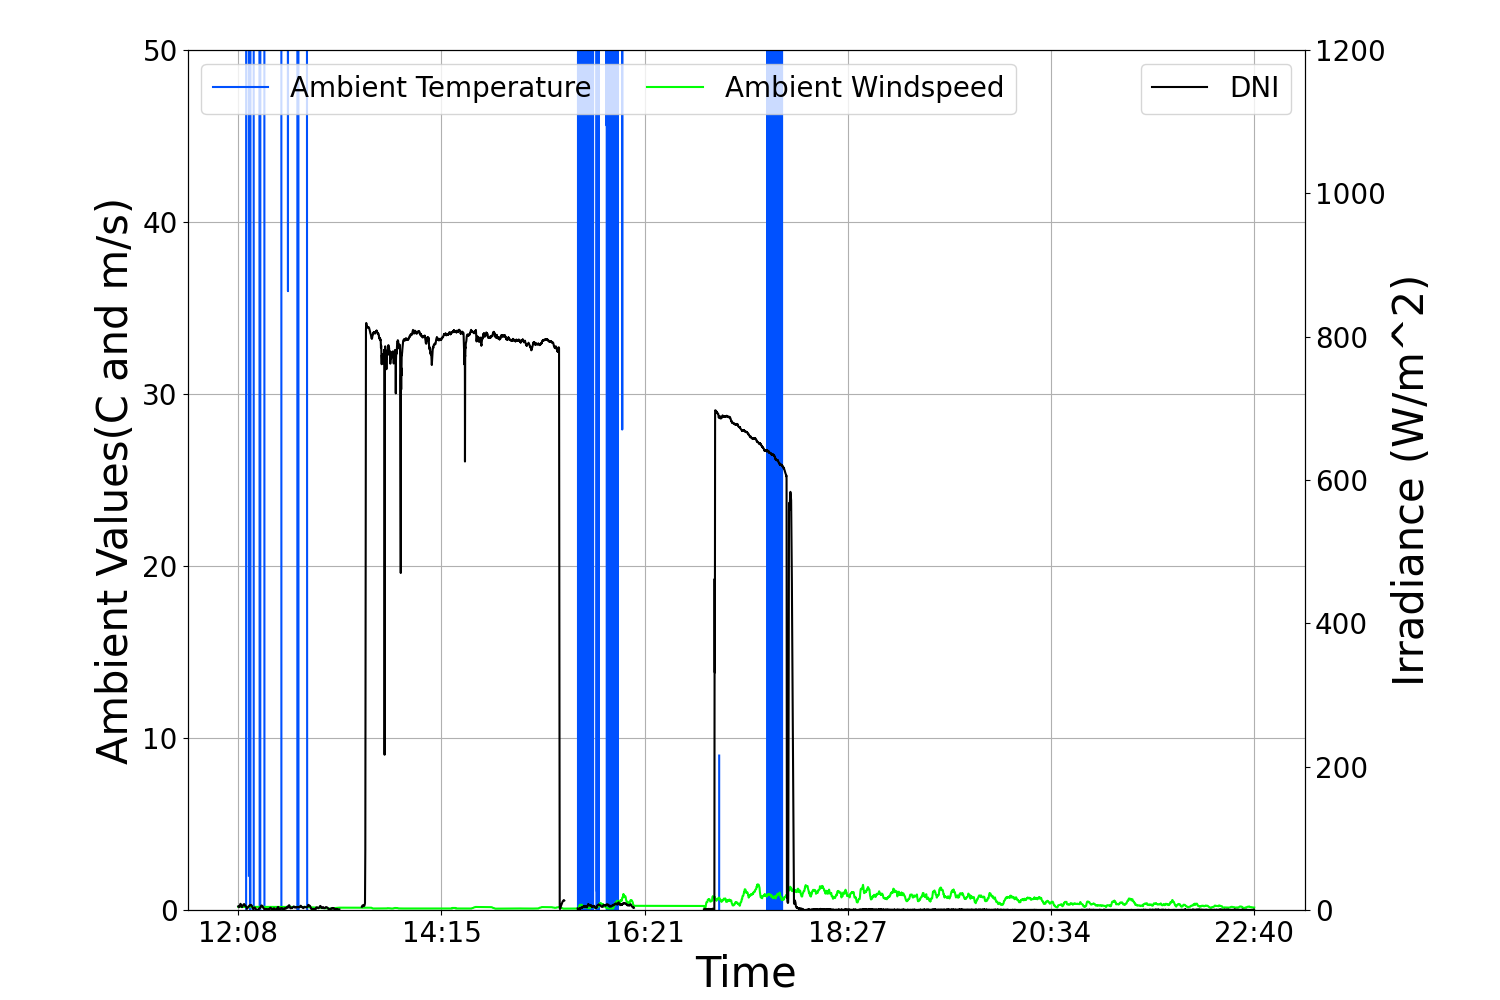 Ambient Temperature Ambient Windspeed DNI
50
40
30
20
10
0
1200
1000
800
600
400
200
0
Ambient Values(C and m/s)
Irradiance (W/m^2)
12:08 14:15 16:21 18:27 20:34 22:40
Time